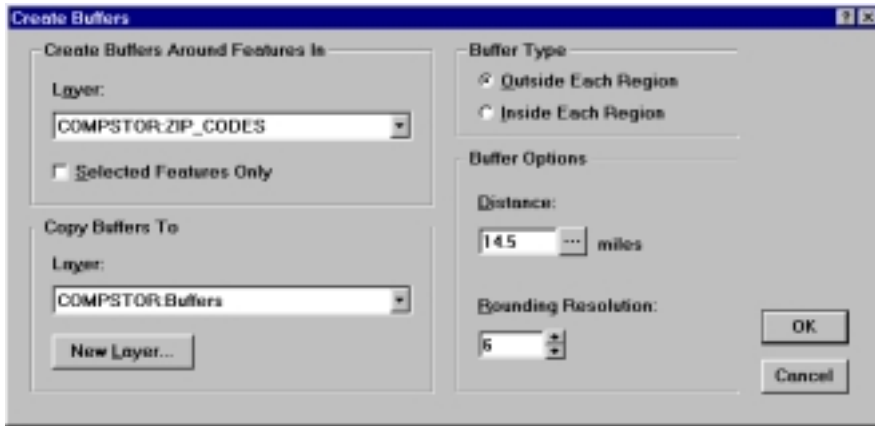 Create Buffers
Create Buffers Around Features In
Layer:
COMPSTOR:ZIP_CODES
Selected Features Only
Copy Buffers To
Layer:
COMPSTOR:Buffers
New Layer...
Buffer Type
Outside Each Region
Inside Each Region
Buffer Options
Distance:
14.5 ... miles
Rounding Resolution:
6
OK
Cancel